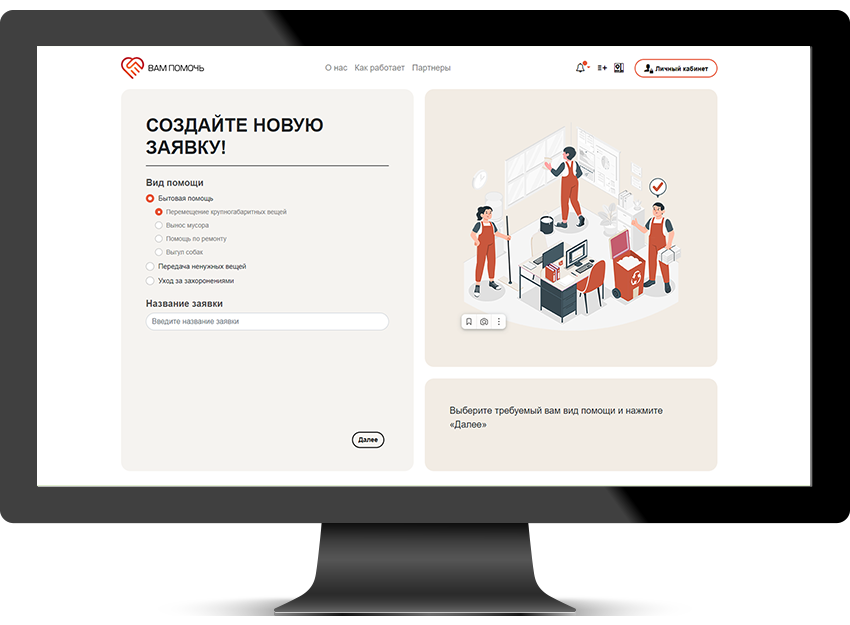 ВАМ ПОМОЧЬ
О нас Как работает Партнеры
Личный кабинет
СОЗДАЙТЕ НОВУЮ
ЗАЯВКУ!
Вид помощи
Бытовая помощь
Перемещение крупногабаритных вещей
Вынос мусора
Помощь по ремонту
Выгул собак
Передача ненужных вещей
Уход за захоронениями
Название заявки
Введите название заявки
Далее
Выберите требуемый вам вид помощи и нажмите
«Далее»